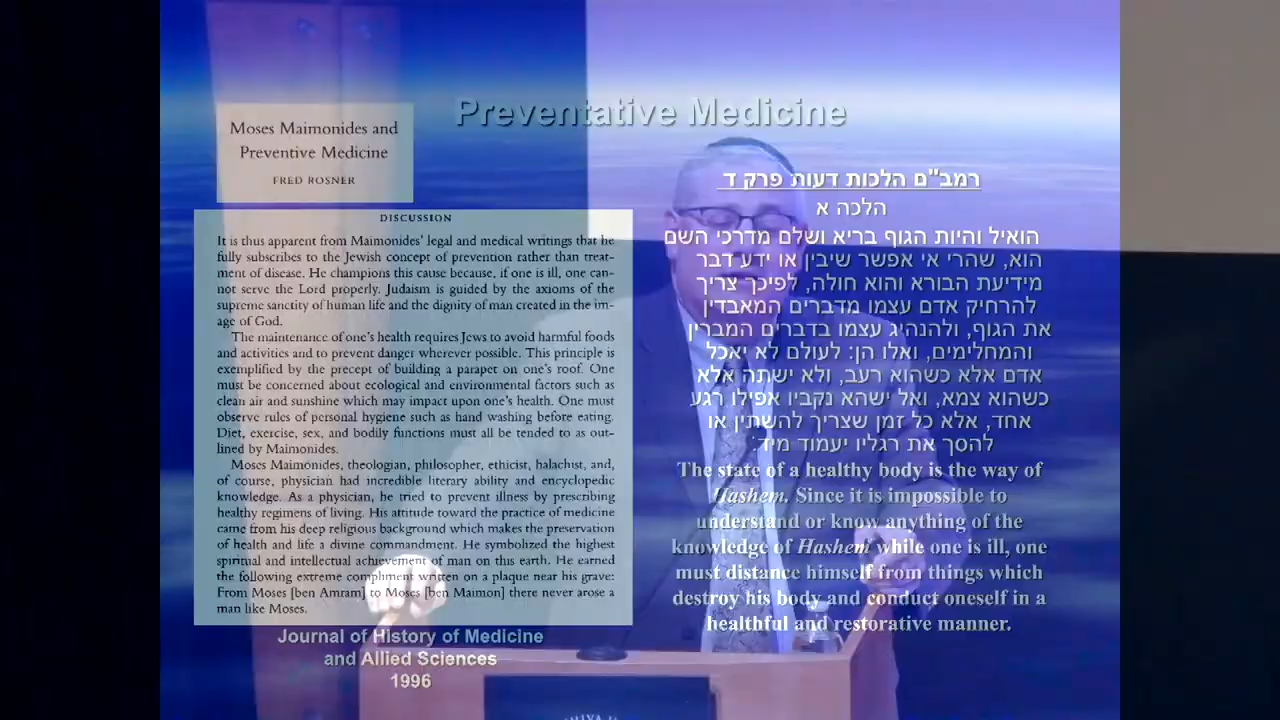 Preventative Medicine
Moses Maimonides and
Preventive Medicine
FRED ROSNER
DISCUSSION
It is thus apparent from Maimonides' legal and medical writings that he
fully subscribes to the Jewish concept of prevention rather than treat-
ment of disease. He champions this cause because, if one is ill, one can-
not serve the Lord properly. Judaism is guided by the axioms of the
supreme sanctity of human life and the dignity of man created in the im-
age of God.
The maintenance of one's health requires Jews to avoid harmful foods
and activities and to prevent danger wherever possible. This principle is
exemplified by the precept of building a parapet on one's roof. One
must be concerned about ecological and environmental factors such as
clean air and sunshine which may impact upon one's health. One must
observe rules of personal hygiene such as hand washing before eating.
Diet, exercise, sex, and bodily functions must all be tended to as out-
lined by Maimonides.
Moses Maimonides, theologian, philosopher, ethicist, halachist, and,
of course, physician had incredible literary ability and encyclopedic
knowledge. As a physician, he tried to prevent illness by prescribing
healthy regimens of living. His attitude toward the practice of medicine
came from his deep religious background which makes the preservation
of health and life a divine commandment. He symbolized the highest
spiritual and intellectual achievement of man on this earth. He earned
the following extreme compliment written on a plaque near his grave:
From Moses [ben Amram] to Moses [ben Maimon] there never arose a
man like Moses.
Journal of History of Medicine
and Allied Sciences
1996
רמב"ם הלכות דעות פרק ד
הלכה א
הואיל והיות הגוף בריא ושלם מדרכי השם
הוא, שהרי אי אפשר שיבין או ידע דבר
מידיעת הבורא והוא חולה, לפיכך צריך
להרחיק אדם עצמו מדברים המאבדין
את הגוף, ולהנהיג עצמו בדברים המברין
והמחלימים, ואלו הן: לעולם לא יאכל
אדם אלא כשהוא רעב, ולא ישתה אלא
כשהוא צמא, ואל ישהא נקביו אפילו רגע
אחד, אלא כל זמן שצריך להשתין או
להסך את רגליו יעמוד מיד:
The state of a healthy body is the way of
Hashem. Since it is impossible to
understand or know anything of the
knowledge of Hashem while one is ill, one
must distance himself from things which
destroy his body and conduct oneself in a
healthful and restorative manner.